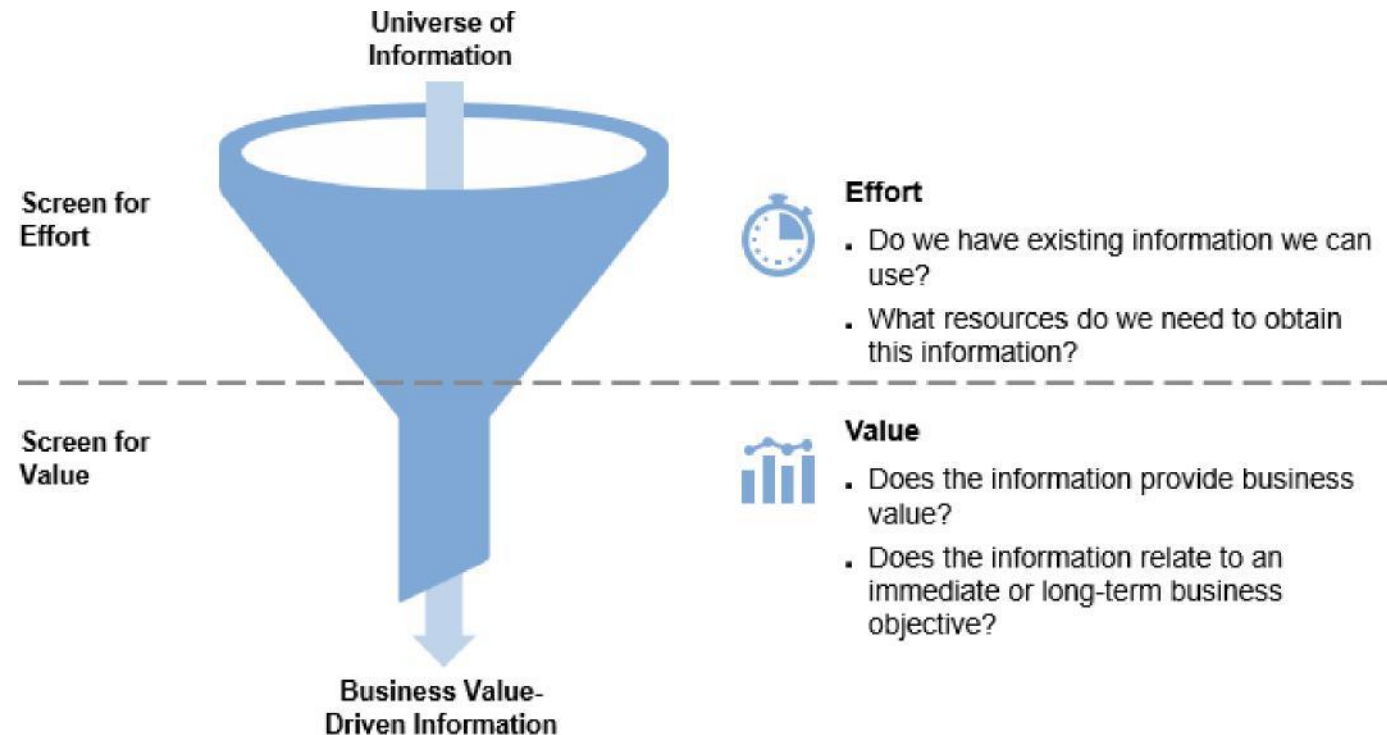 Universe of
Information
Screen for
Effort
Effort
. Do we have existing information we can
use?
. What resources do we need to obtain
this information?
Screen for
Value
Value
. Does the information provide business
value?
. Does the information relate to an
immediate or long-term business
objective?
Business Value-
Driven Information